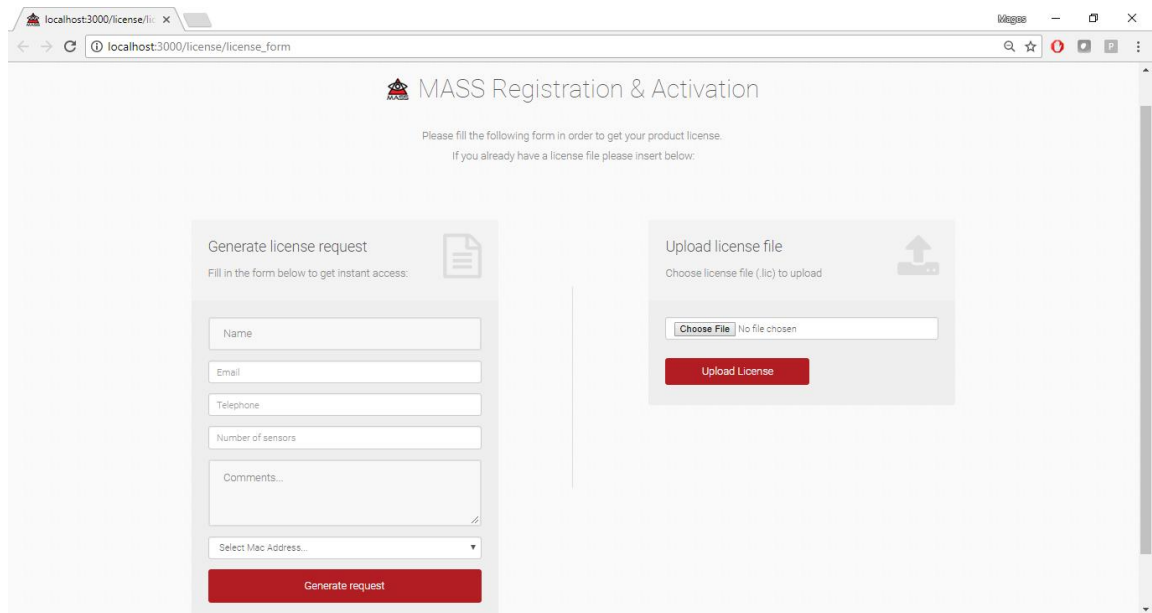 localhost:3000/license/lic
Magos
localhost:3000/license/license_form
MASS
MASS Registration & Activation
Please fill the following form in order to get your product license.
If you already have a license file please insert below:
Generate license request
Fill in the form below to get instant access:
Name
Email
Telephone
Number of sensors
Comments...
Select Mac Address...
Generate request
Upload license file
Choose license file (.lic) to upload
Choose File No file chosen
Upload License